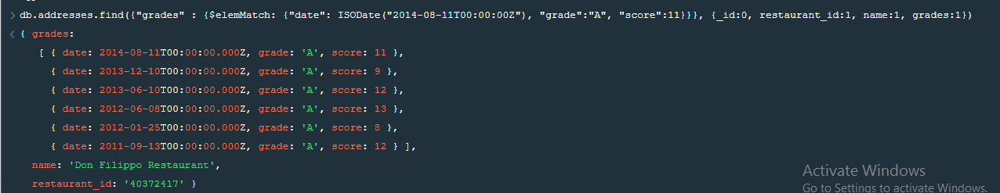 > db.addresses.find({"grades" : {$elemMatch: {"date": ISODate("2014-08-11T00:00:00Z"), "grade":"A", "score":11}}}, {_id:0, restaurant_id:1, name:1, grades:1})
< { grades:
[ { date: 2014-08-11T00:00:00.000Z, grade: 'A', score: 11 },
{ date: 2013-12-10T00:00:00.000Z, grade: 'A', score: 9 },
{ date: 2013-06-10T00:00:00.000Z, grade: 'A', score: 12 },
{ date: 2012-06-08T00:00:00.000Z, grade: 'A', score: 13 },
{ date: 2012-01-25T00:00:00.000Z, grade: 'A', score: 8 },
{ date: 2011-09-13T00:00:00.000Z, grade: 'A', score: 12 } ],
name: 'Don Filippo Restaurant',
restaurant_id: '40372417' }
Activate Windows
Go to Settings to activate Windows.